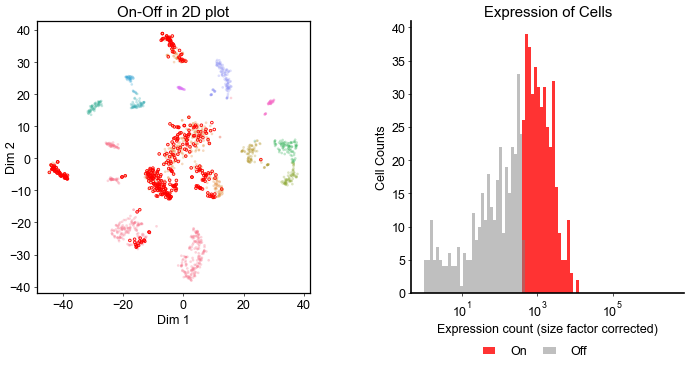 On-Off in 2D plot
Dim 2
40
30
20
10
0
−10
−20
−30
−40
−40 −20 0 20 40
Dim 1
Expression of Cells
Cell Counts
40
35
30
25
20
15
10
5
0
10^1 10^3 10^5
Expression count (size factor corrected)
On Off